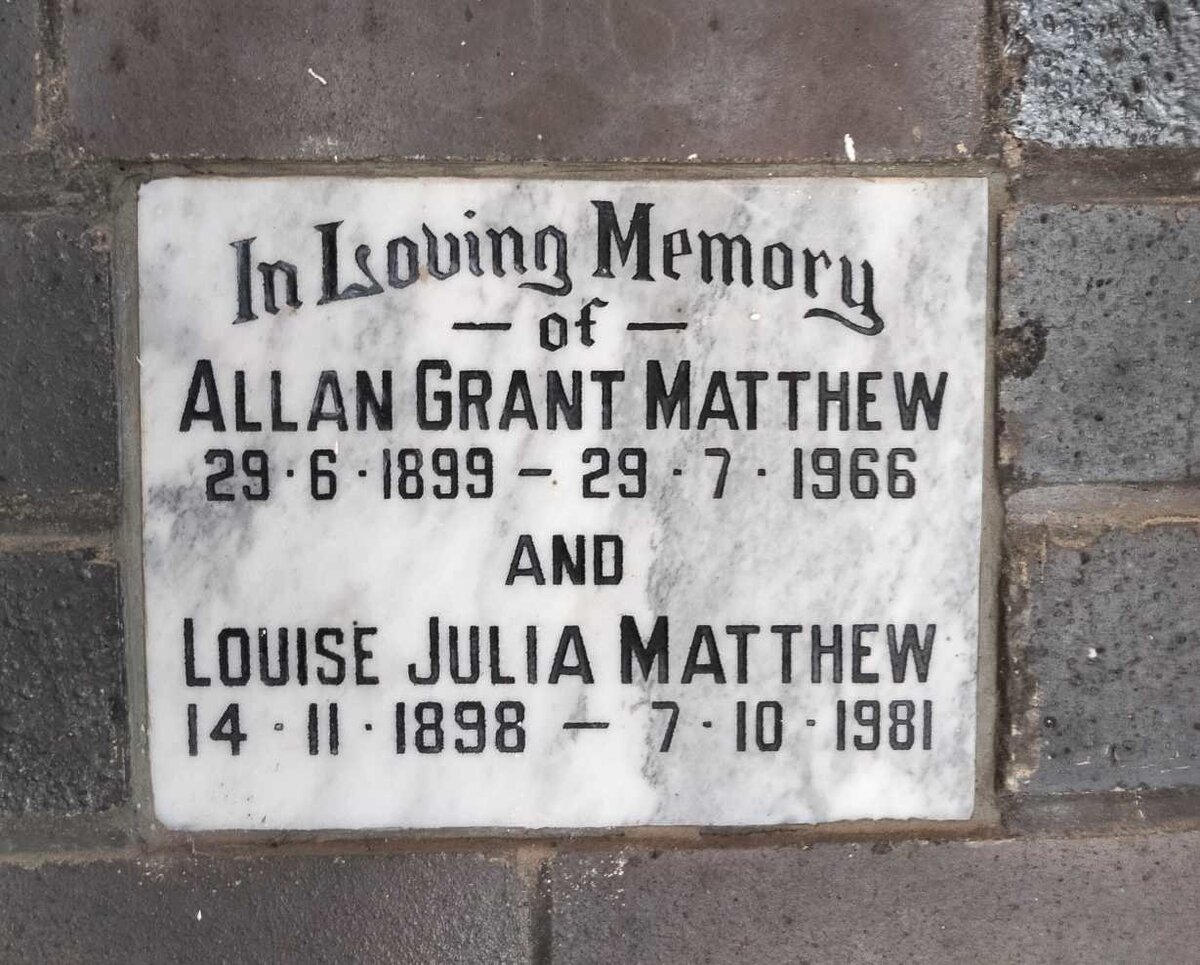 In Loving Memory
— of —
ALLAN GRANT MATTHEW
29·6·1899 – 29·7·1966
AND
LOUISE JULIA MATTHEW
14·11·1898 – 7·10·1981